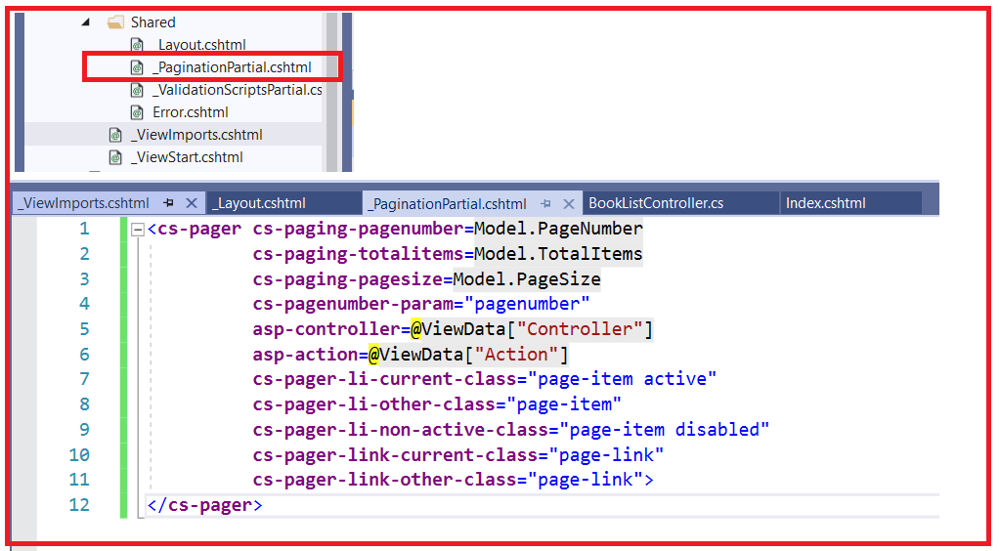 Shared
_Layout.cshtml
_PaginationPartial.cshtml
_ValidationScriptsPartial.cs
Error.cshtml
_ViewImports.cshtml
_ViewStart.cshtml
_ViewImports.cshtml _Layout.cshtml _PaginationPartial.cshtml BookListController.cs Index.cshtml
1 <cs-pager cs-paging-pagenumber=Model.PageNumber
2 cs-paging-totalitems=Model.TotalItems
3 cs-paging-pagesize=Model.PageSize
4 cs-pagenumber-param="pagenumber"
5 asp-controller=@ViewData["Controller"]
6 asp-action=@ViewData["Action"]
7 cs-pager-li-current-class="page-item active"
8 cs-pager-li-other-class="page-item"
9 cs-pager-li-non-active-class="page-item disabled"
10 cs-pager-link-current-class="page-link"
11 cs-pager-link-other-class="page-link">
12 </cs-pager>